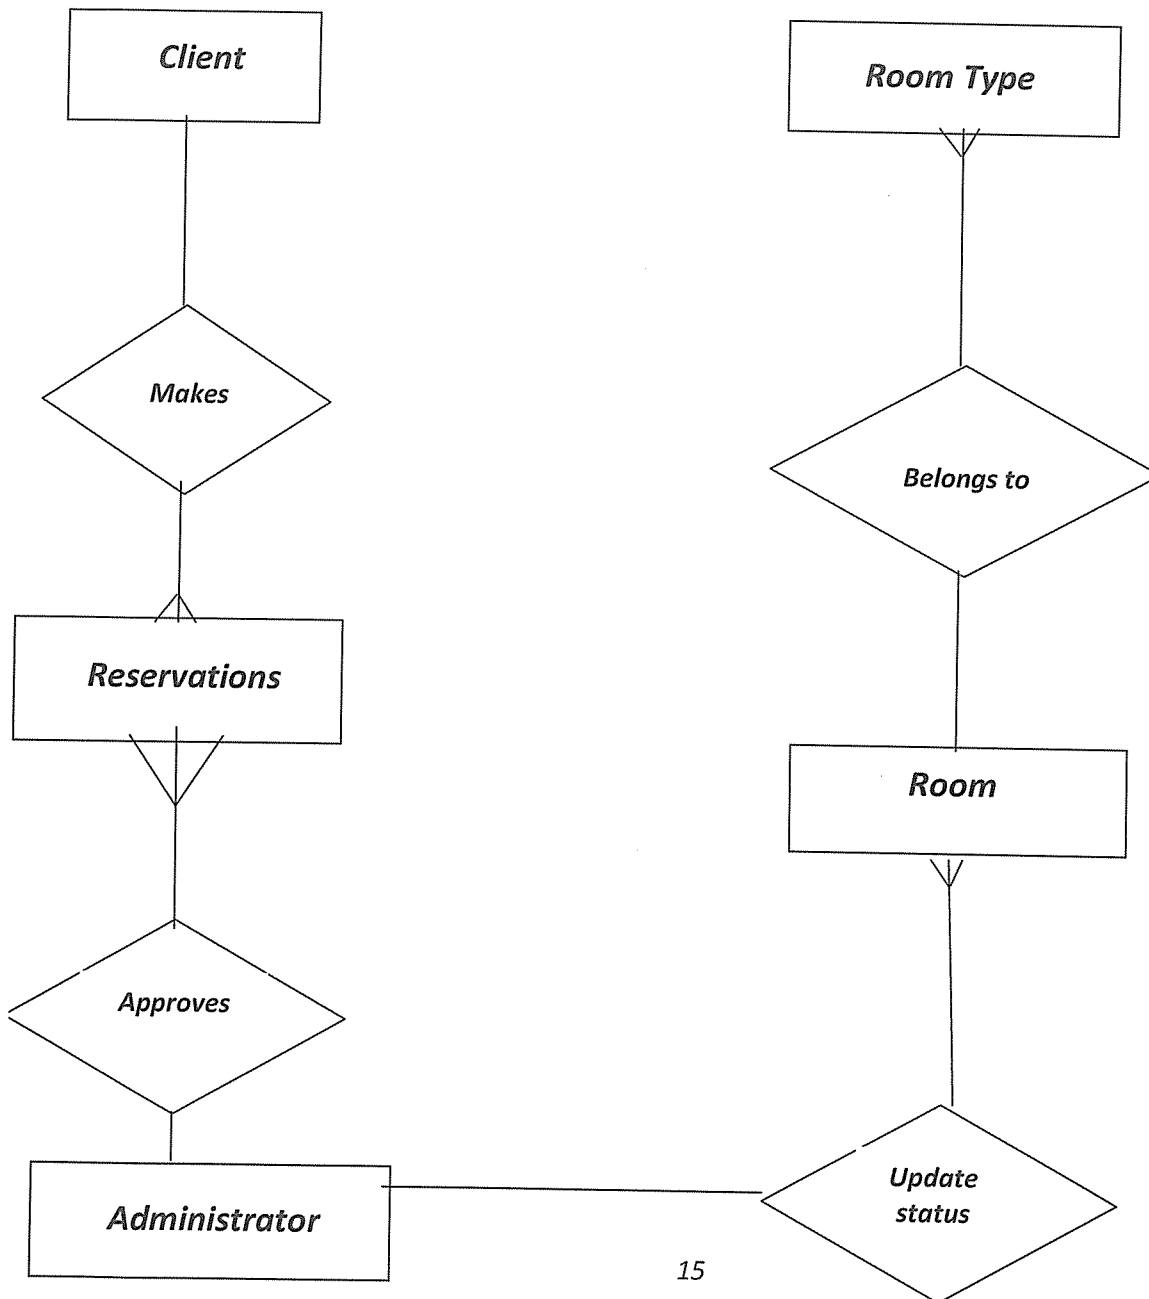 Client
Room Type
Makes
Belongs to
Reservations
Room
Approves
Update
status
Administrator
15